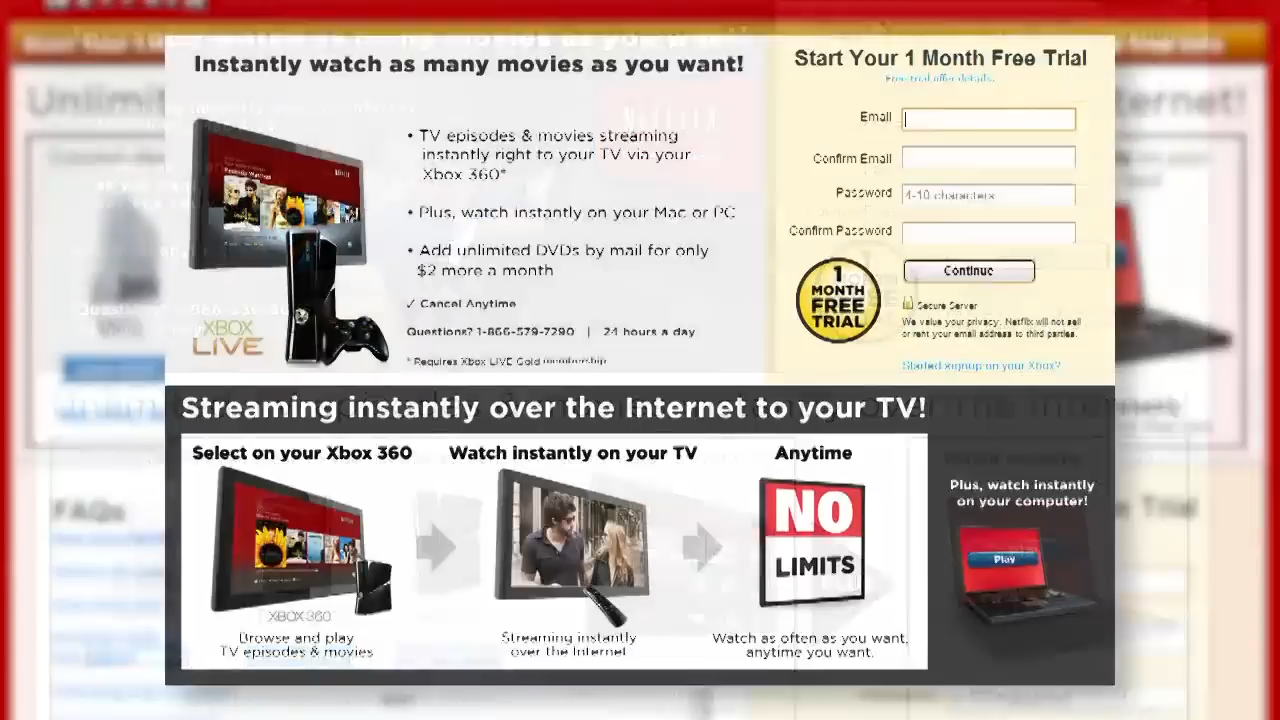 Instantly watch as many movies as you want!
• TV episodes & movies streaming
instantly right to your TV via your
Xbox 360*
• Plus, watch instantly on your Mac or PC
• Add unlimited DVDs by mail for only
$2 more a month
✓ Cancel Anytime
Questions? 1-866-579-7290 | 24 hours a day
* Requires Xbox LIVE Gold membership
XBOX
LIVE
Start Your 1 Month Free Trial
Free trial offer details.
Email
Confirm Email
Password
4-10 characters
Confirm Password
Continue
1
MONTH
FREE
TRIAL
Secure Server
We value your privacy. Netflix will not sell
or rent your email address to third parties.
Started signup on your Xbox?
Streaming instantly over the Internet to your TV!
Select on your Xbox 360
XBOX 360
Browse and play
TV episodes & movies
Watch instantly on your TV
Streaming instantly
over the Internet
Anytime
NO
LIMITS
Watch as often as you want,
anytime you want.
Plus, watch instantly
on your computer!
Play
FAQs